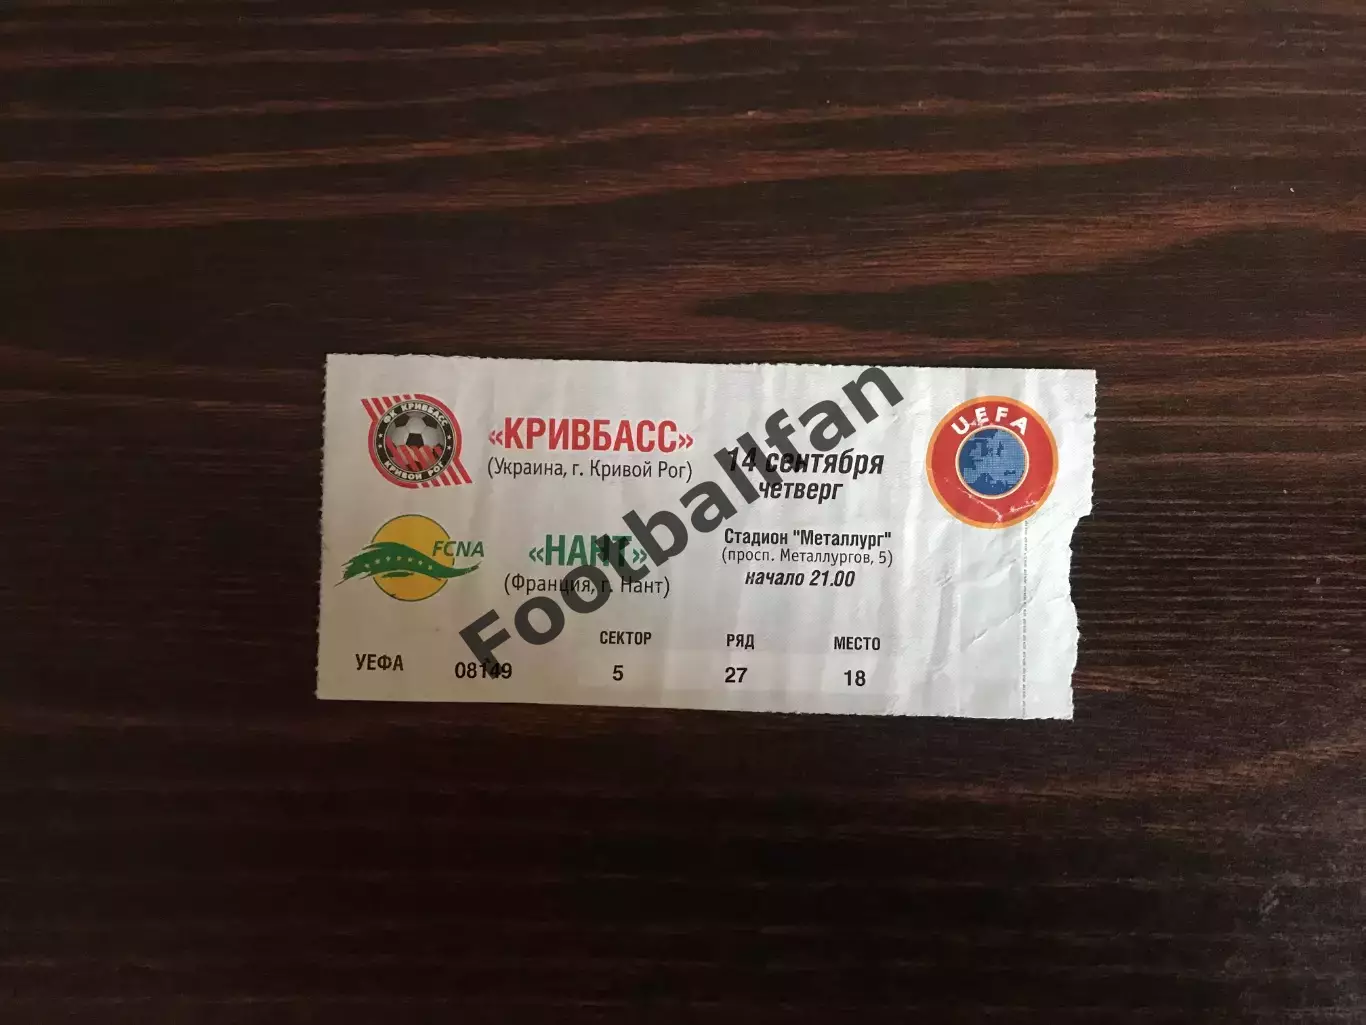 ФК КРИВБАСС
КРИВОЙ РОГ
«КРИВБАСС»
(Украина, г. Кривой Рог)
FCNA
«НАНТ»
(Франция, г. Нант)
14 сентября
четверг
Стадион "Металлург"
(просп. Металлургов, 5)
начало 21.00
UEFA
УЕФА 08149
СЕКТОР РЯД МЕСТО
5 27 18
Footballfan